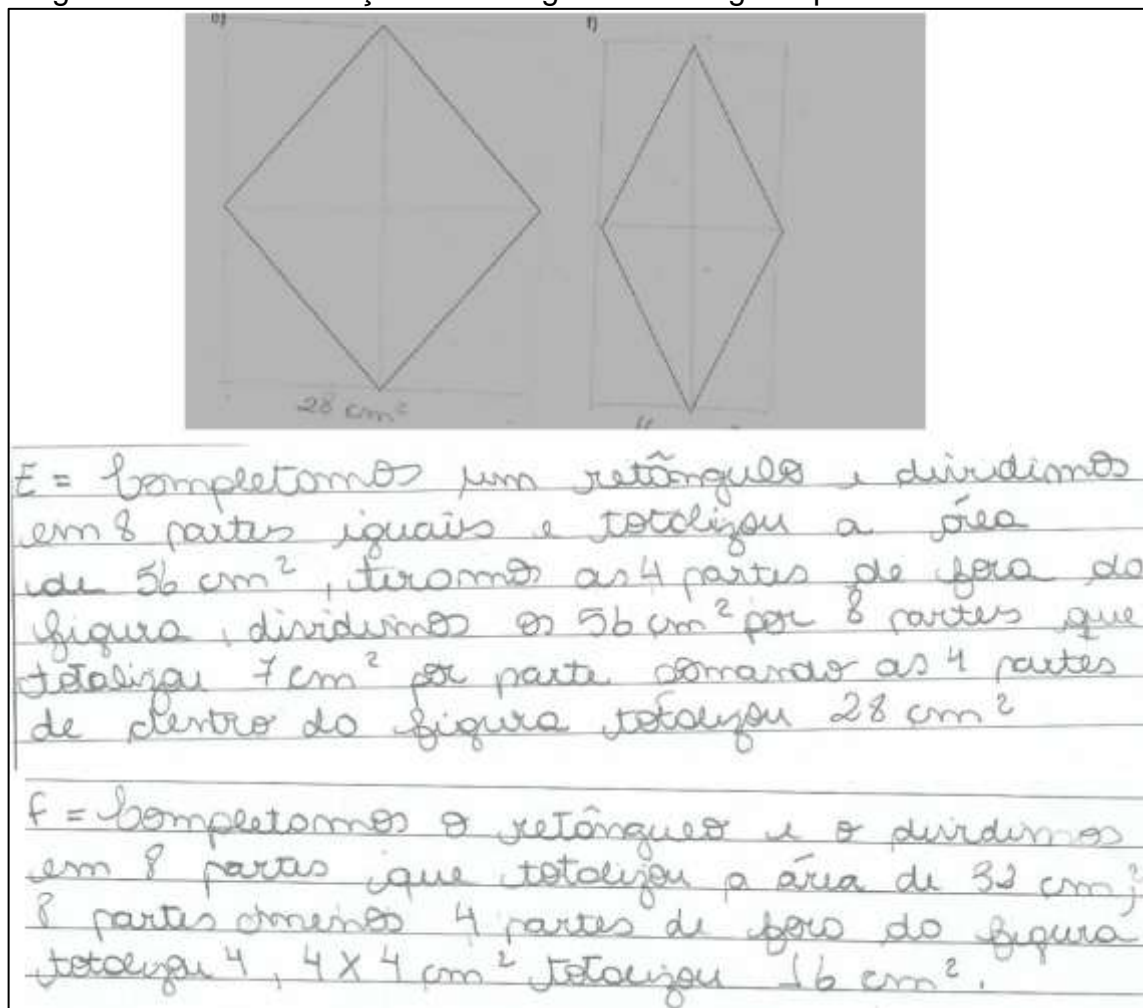 f)
28 cm²
E = Completamos um retângulo e dividimos
em 8 partes iguais e totalizou a área
de 56 cm², tiramos as 4 partes de fora da
figura, dividimos os 56 cm² por 8 partes que
totalizou 7 cm² por parte somando as 4 partes
de dentro da figura totalizou 28 cm²
f = Completamos o retângulo e o dividimos
em 8 partes que totalizou a área de 32 cm²,
8 partes menos 4 partes de fora da figura
totalizou 4, 4 x 4 cm² totalizou 16 cm².